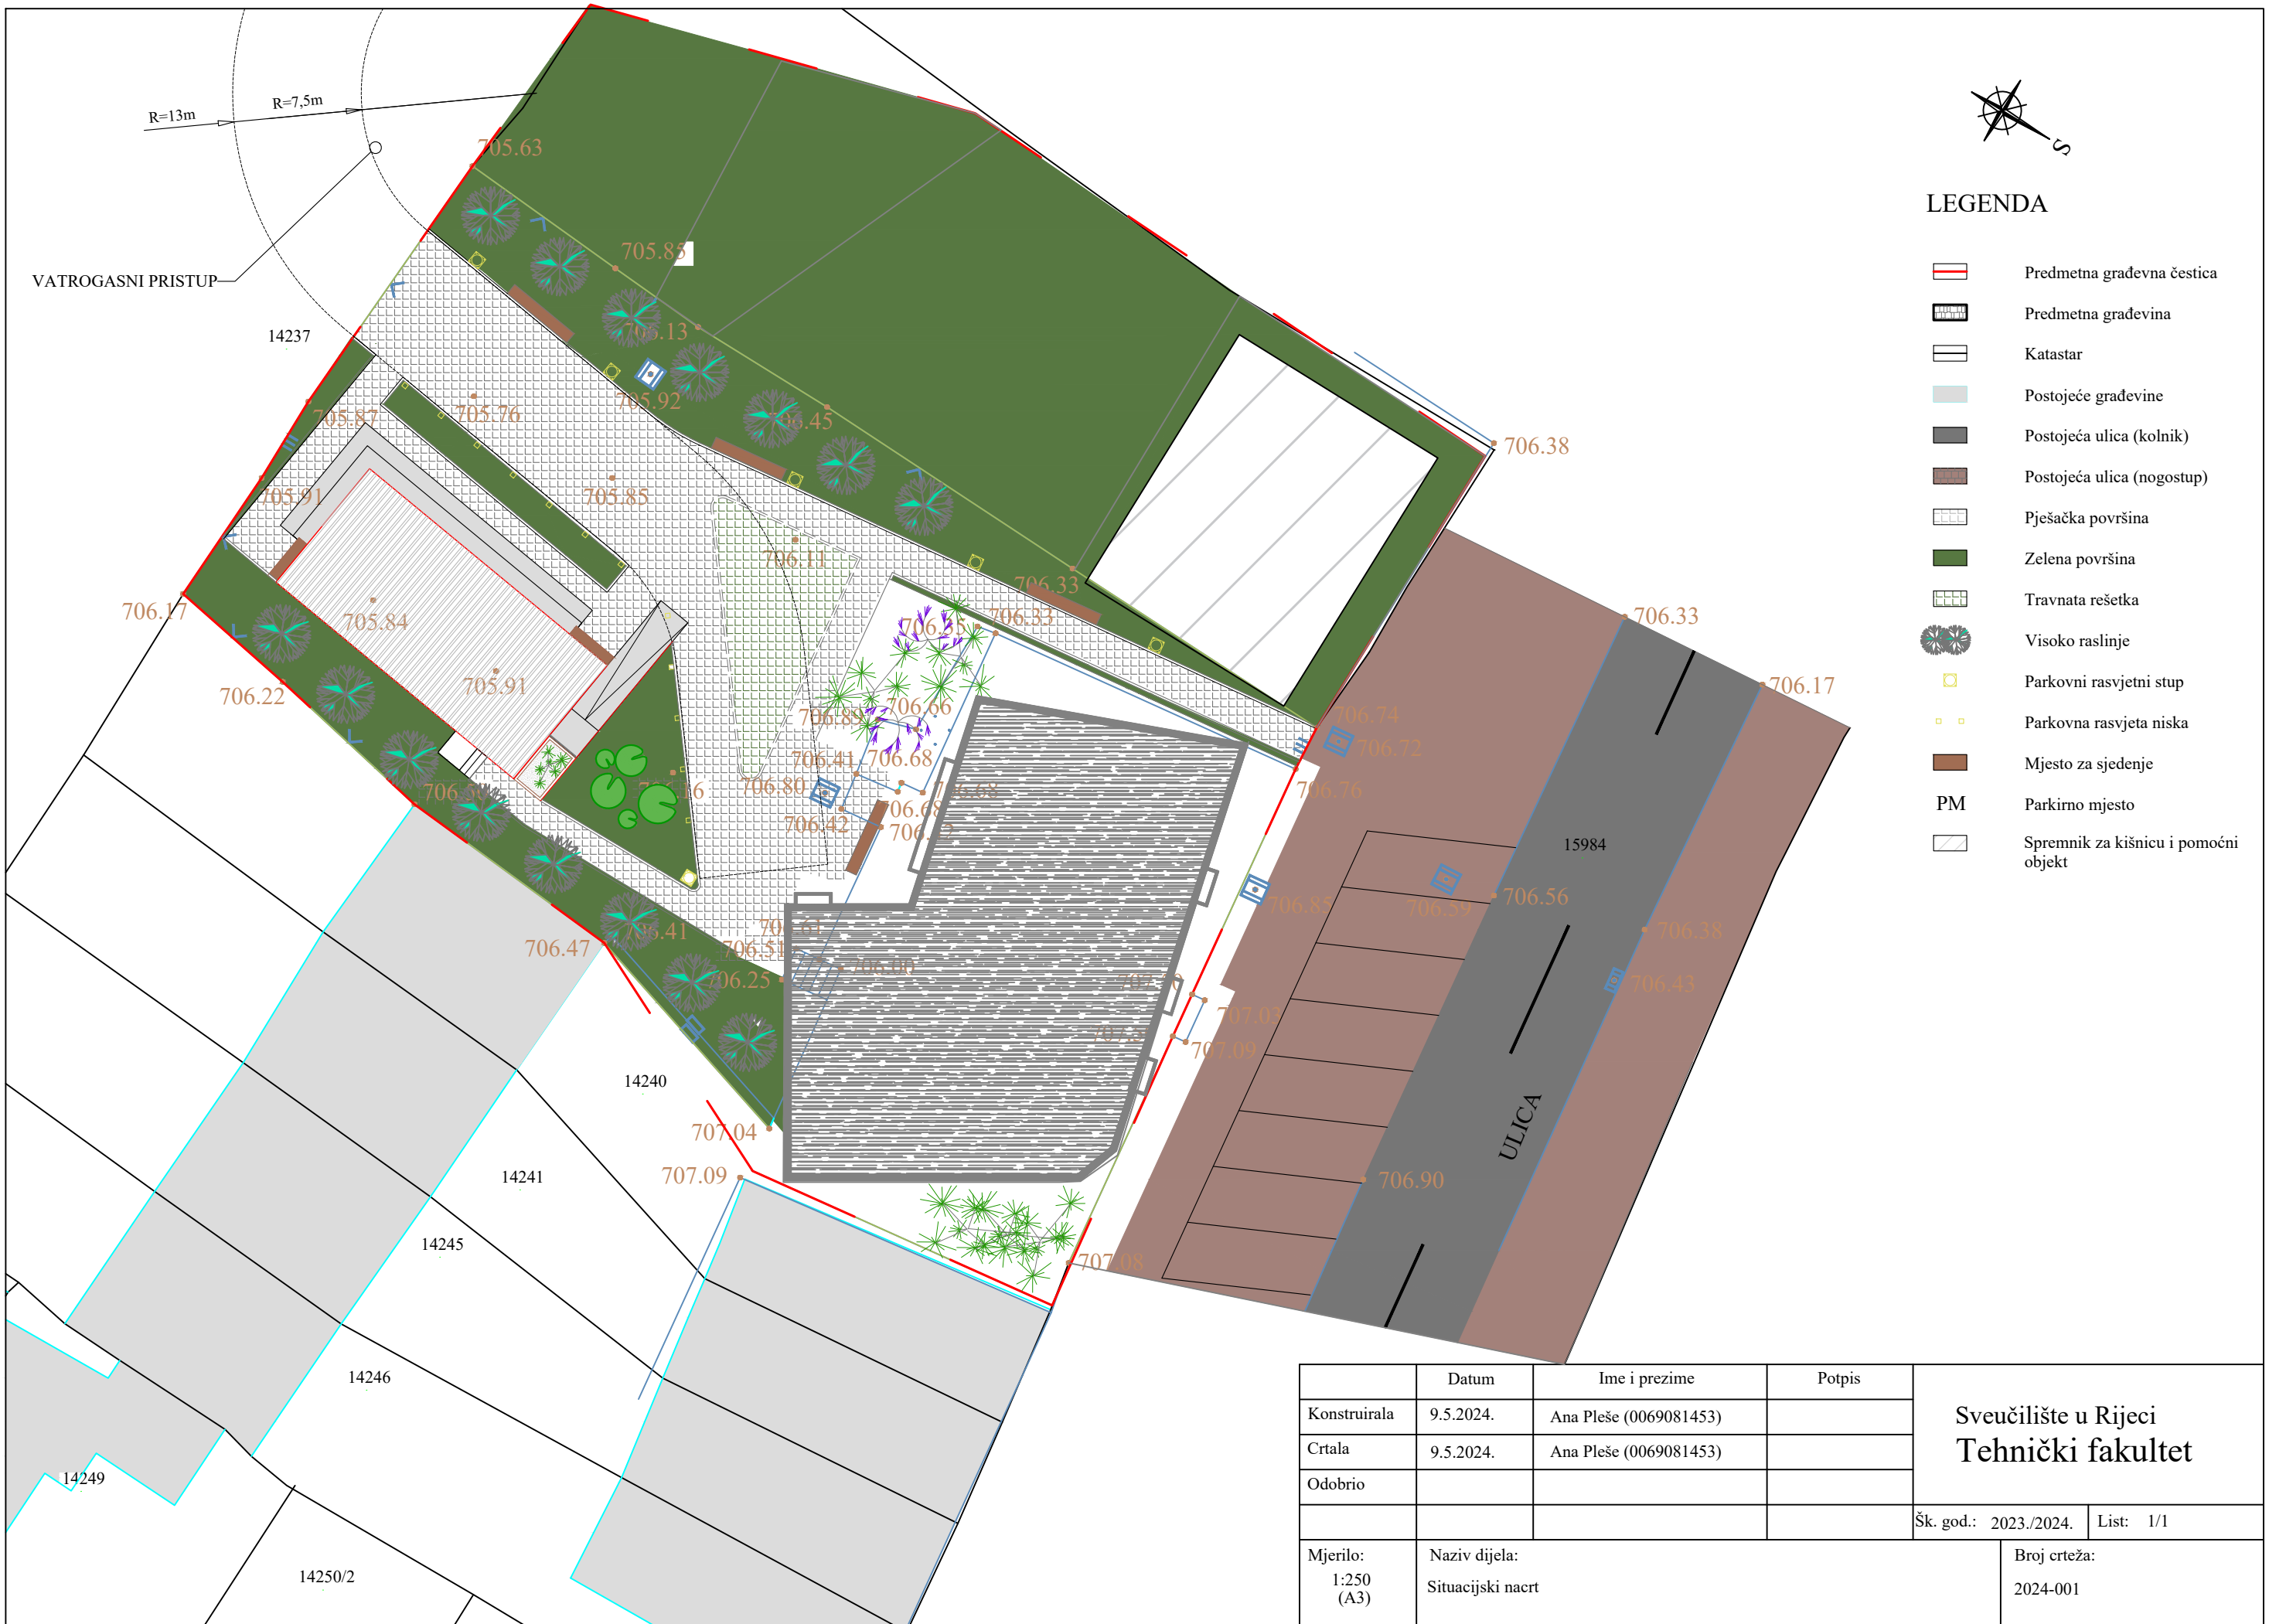 R=13m
R=7,5m
VATROGASNI PRISTUP
14237
705.63
705.85
705.92
705.76
705.87
705.91
705.85
706.11
706.17
705.84
705.91
706.22
706.33
706.33
706.38
706.33
706.17
706.74
706.72
706.76
706.89
706.66
706.41
706.68
706.80
706.68
706.68
706.42
706.85
706.59
706.56
706.38
706.43
15984
706.47
706.41
706.51
706.25
707.03
707.09
14240
707.04
707.09
706.90
707.08
ULICA
14241
14245
14246
14249
14250/2
S
LEGENDA
Predmetna građevna čestica
Predmetna građevina
Katastar
Postojeće građevine
Postojeća ulica (kolnik)
Postojeća ulica (nogostup)
Pješačka površina
Zelena površina
Travnata rešetka
Visoko raslinje
Parkovni rasvjetni stup
Parkovna rasvjeta niska
Mjesto za sjedenje
PM Parkirno mjesto
Spremnik za kišnicu i pomoćni
objekt
Datum Ime i prezime Potpis
Konstruirala 9.5.2024. Ana Pleše (0069081453)
Crtala 9.5.2024. Ana Pleše (0069081453)
Odobrio
Sveučilište u Rijeci
Tehnički fakultet
Šk. god.: 2023./2024. List: 1/1
Mjerilo:
1:250
(A3)
Naziv dijela:
Situacijski nacrt
Broj crteža:
2024-001